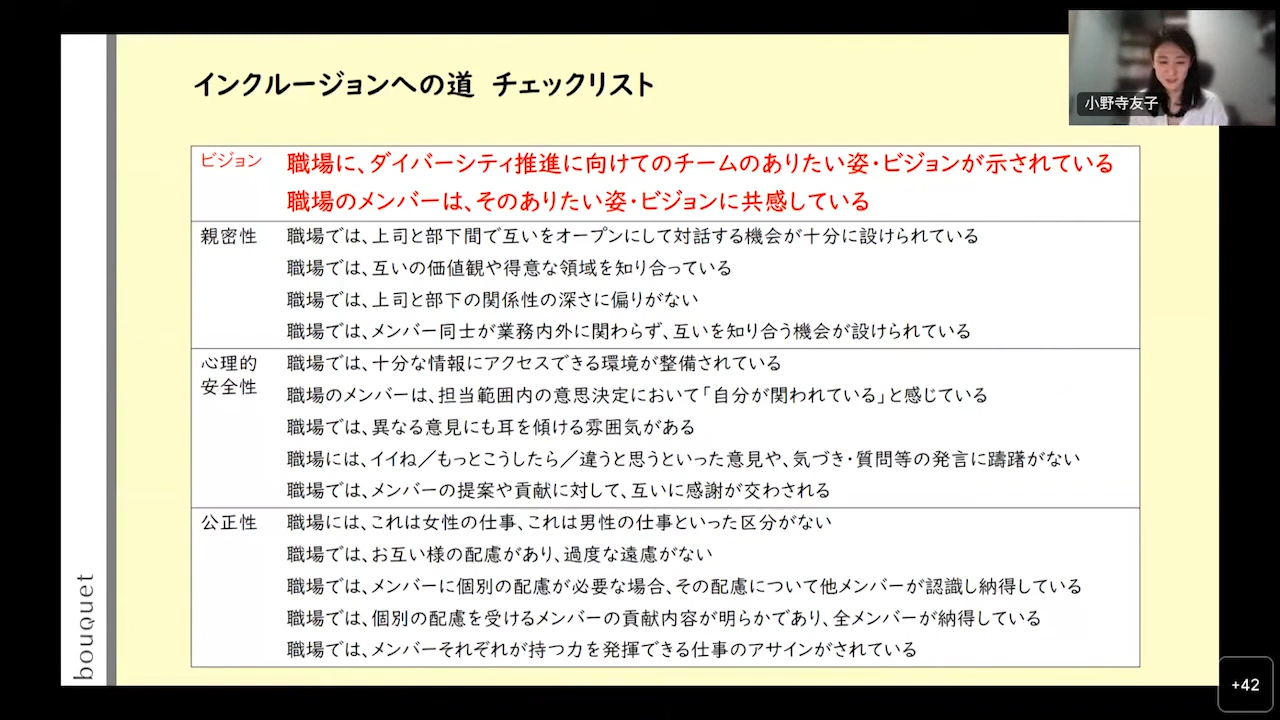 インクルージョンへの道 チェックリスト
小野寺友子
ビジョン 職場に、ダイバーシティ推進に向けてのチームのありたい姿・ビジョンが示されている
職場のメンバーは、そのありたい姿・ビジョンに共感している
親密性 職場では、上司と部下間で互いをオープンにして対話する機会が十分に設けられている
職場では、互いの価値観や得意な領域を知り合っている
職場では、上司と部下の関係性の深さに偏りがない
職場では、メンバー同士が業務内外に関わらず、互いを知り合う機会が設けられている
心理的 職場では、十分な情報にアクセスできる環境が整備されている
安全性
職場のメンバーは、担当範囲内の意思決定において「自分が関われている」と感じている
職場では、異なる意見にも耳を傾ける雰囲気がある
職場には、イイね／もっとこうしたら／違うと思うといった意見や、気づき・質問等の発言に躊躇がない
職場では、メンバーの提案や貢献に対して、互いに感謝が交わされる
公正性 職場には、これは女性の仕事、これは男性の仕事といった区分がない
職場では、お互い様の配慮があり、過度な遠慮がない
職場では、メンバーに個別の配慮が必要な場合、その配慮について他メンバーが認識し納得している
職場では、個別の配慮を受けるメンバーの貢献内容が明らかであり、全メンバーが納得している
職場では、メンバーそれぞれが持つ力を発揮できる仕事のアサインがされている
bouquet
+42